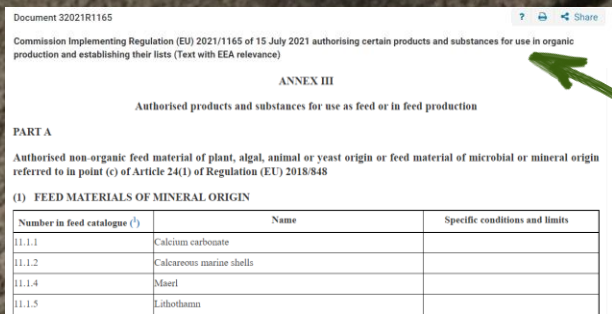 Document 32021R1165
? Share
Commission Implementing Regulation (EU) 2021/1165 of 15 July 2021 authorising certain products and substances for use in organic
production and establishing their lists (Text with EEA relevance)
ANNEX III
Authorised products and substances for use as feed or in feed production
PART A
Authorised non-organic feed material of plant, algal, animal or yeast origin or feed material of microbial or mineral origin
referred to in point (c) of Article 24(1) of Regulation (EU) 2018/848
(1) FEED MATERIALS OF MINERAL ORIGIN
Number in feed catalogue (¹) Name Specific conditions and limits
11.1.1 Calcium carbonate
11.1.2 Calcareous marine shells
11.1.4 Maerl
11.1.5 Lithothamn